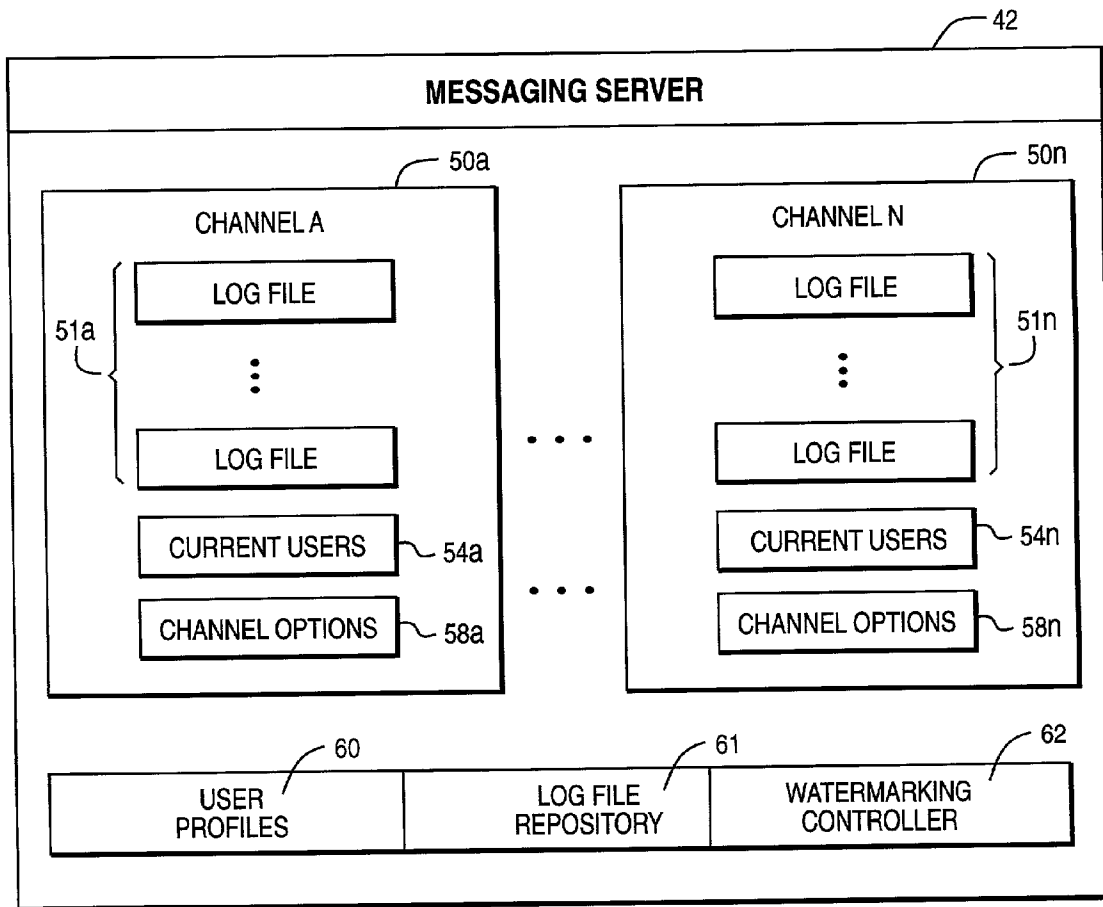 42
MESSAGING SERVER
50a
50n
CHANNEL A
CHANNEL N
LOG FILE
LOG FILE
51a
51n
LOG FILE
LOG FILE
CURRENT USERS
54a
CURRENT USERS
54n
CHANNEL OPTIONS
58a
CHANNEL OPTIONS
58n
60
61
62
USER
PROFILES
LOG FILE
REPOSITORY
WATERMARKING
CONTROLLER